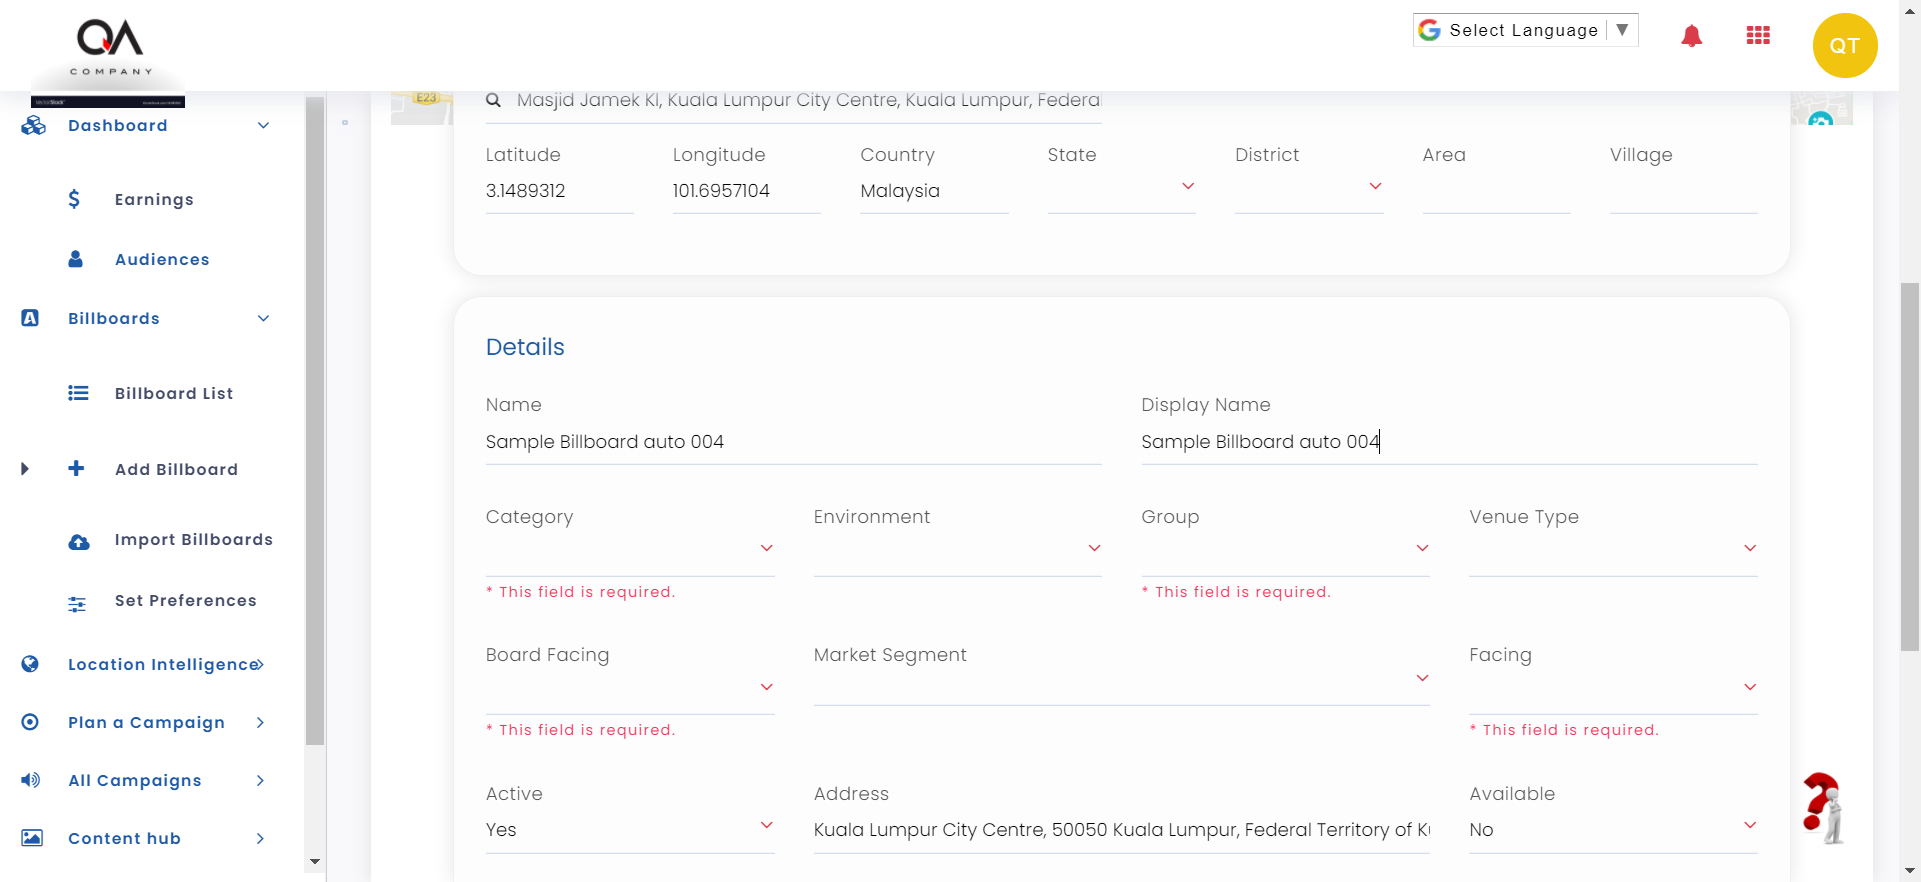 QA
COMPANY
Select Language ▼
QT
E23
Masjid Jamek Kl, Kuala Lumpur City Centre, Kuala Lumpur, Federal
Dashboard
Earnings
Audiences
Billboards
Billboard List
Add Billboard
Import Billboards
Set Preferences
Location Intelligence
Plan a Campaign
All Campaigns
Content hub
Latitude Longitude Country State District Area Village
3.1489312 101.6957104 Malaysia
Details
Name Display Name
Sample Billboard auto 004 Sample Billboard auto 004
Category Environment Group Venue Type
* This field is required. * This field is required.
Board Facing Market Segment Facing
* This field is required. * This field is required.
Active Address Available
Yes Kuala Lumpur City Centre, 50050 Kuala Lumpur, Federal Territory of No